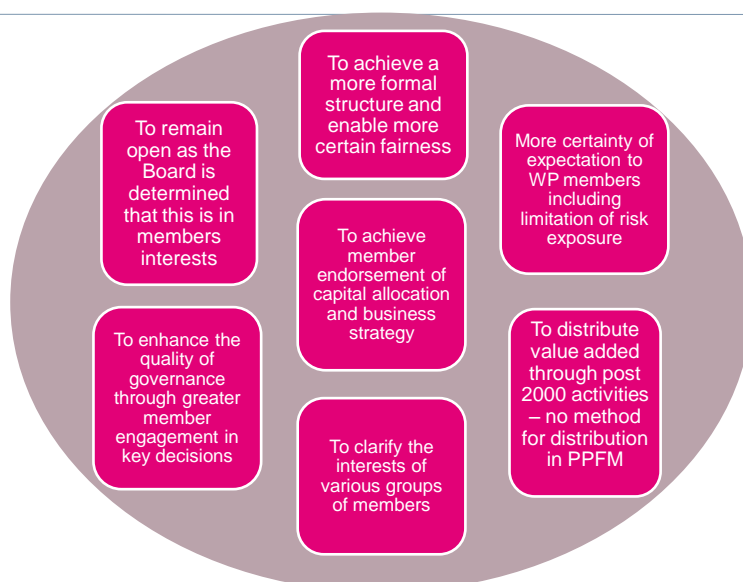 To achieve a
more formal
structure and
enable more
certain fairness
To remain
open as the
Board is
determined
that this is in
members
interests
More certainty of
expectation to
WP members
including
limitation of risk
exposure
To achieve
member
endorsement of
capital allocation
and business
strategy
To enhance the
quality of
governance
through greater
member
engagement in
key decisions
To distribute
value added
through post
2000 activities
– no method
for distribution
in PPFM
To clarify the
interests of
various groups
of members